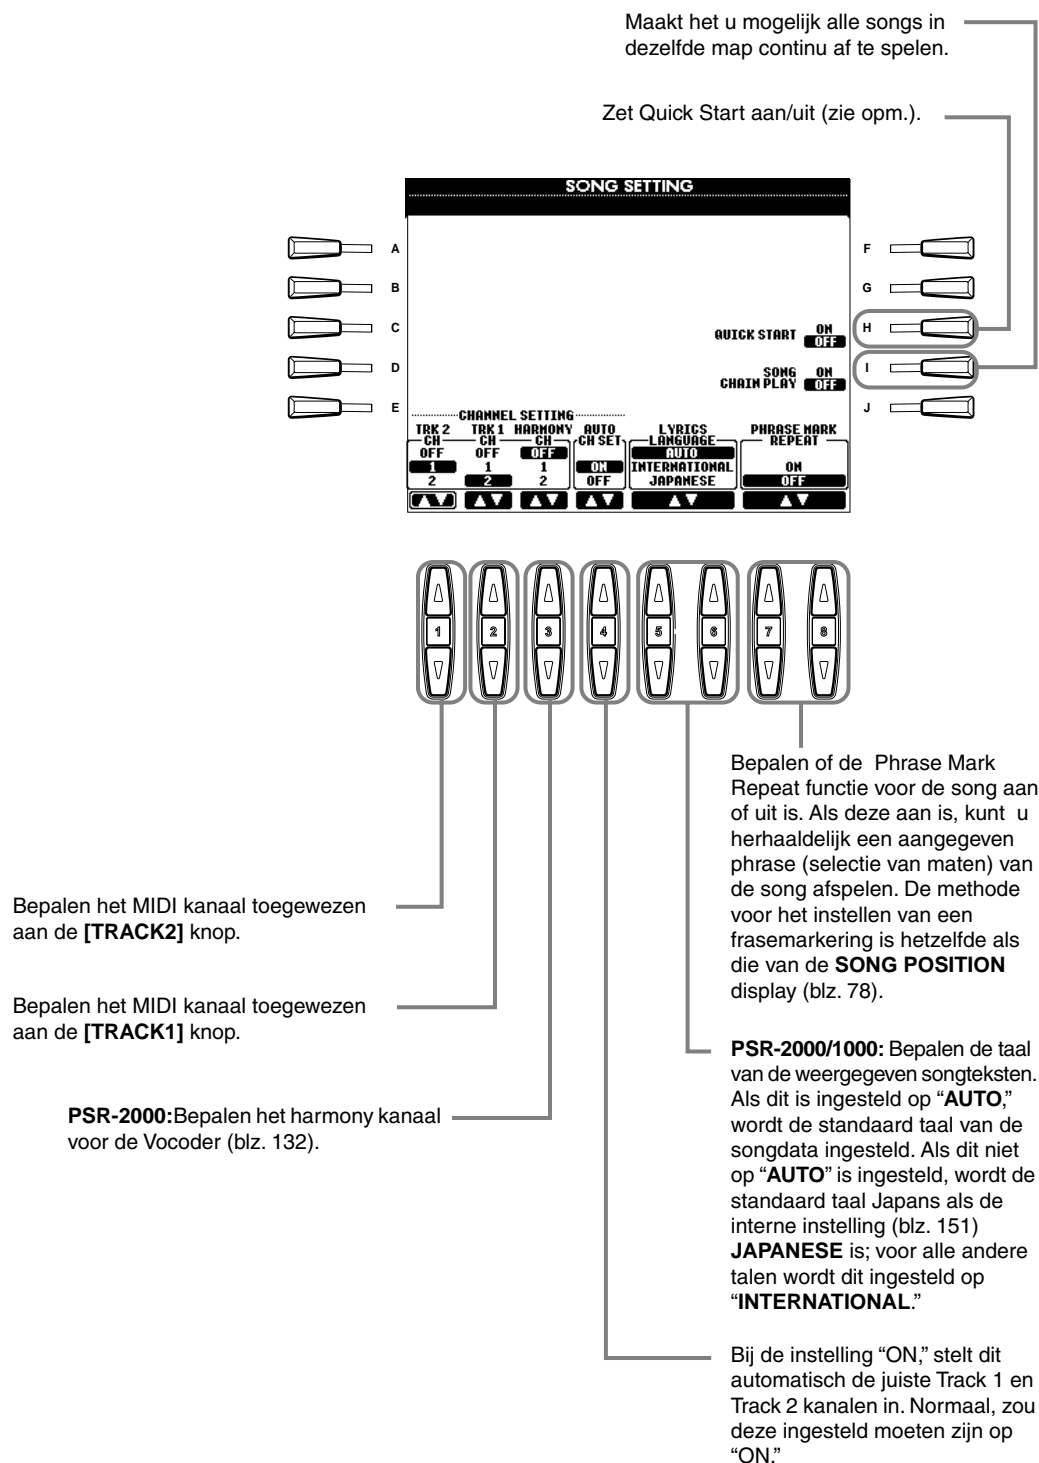 Maakt het u mogelijk alle songs in
dezelfde map continu af te spelen.
Zet Quick Start aan/uit (zie opm.).
SONG SETTING
A
B
C
D
E
F
G
H
I
J
QUICK START ON
OFF
SONG ON
CHAIN PLAY OFF
CHANNEL SETTING
TRK 2 TRK 1 HARMONY AUTO LYRICS PHRASE MARK
CH CH CH CH SET LANGUAGE REPEAT
OFF OFF OFF AUTO
1 1 1 ON INTERNATIONAL ON
2 2 2 OFF JAPANESE OFF
1 2 3 4 5 6 7 8
Bepalen of de Phrase Mark
Repeat functie voor de song aan
of uit is. Als deze aan is, kunt u
herhaaldelijk een aangegeven
phrase (selectie van maten) van
de song afspelen. De methode
voor het instellen van een
frasemarkering is hetzelfde als
die van de SONG POSITION
display (blz. 78).
Bepalen het MIDI kanaal toegewezen
aan de [TRACK2] knop.
Bepalen het MIDI kanaal toegewezen
aan de [TRACK1] knop.
PSR-2000:Bepalen het harmony kanaal
voor de Vocoder (blz. 132).
PSR-2000/1000: Bepalen de taal
van de weergegeven songteksten.
Als dit is ingesteld op “AUTO,”
wordt de standaard taal van de
songdata ingesteld. Als dit niet
op “AUTO” is ingesteld, wordt de
standaard taal Japans als de
interne instelling (blz. 151)
JAPANESE is; voor alle andere
talen wordt dit ingesteld op
“INTERNATIONAL.”
Bij de instelling “ON,” stelt dit
automatisch de juiste Track 1 en
Track 2 kanalen in. Normaal, zou
deze ingesteld moeten zijn op
“ON.”